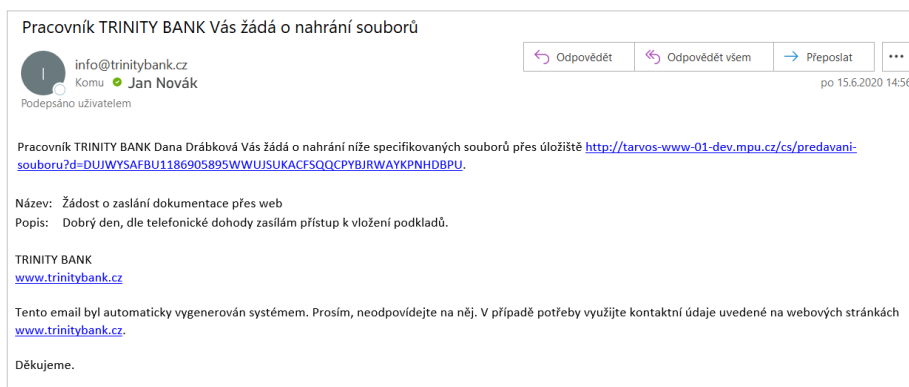 Pracovník TRINITY BANK Vás žádá o nahrání souborů
I
info@trinitybank.cz
Komu Jan Novák
Podepsáno uživatelem
Odpovědět
Odpovědět všem
Přeposlat
po 15.6.2020 14:56
Pracovník TRINITY BANK Dana Drábková Vás žádá o nahrání níže specifikovaných souborů přes úložiště http://tarvos-www-01-dev.mpu.cz/cs/predavani-
souboru?d=DUJWYSAFBU1186905895WWUJSUKACFSQQCPYBJRWAYKPNHDBPU.
Název: Žádost o zaslání dokumentace přes web
Popis: Dobrý den, dle telefonické dohody zasílám přístup k vložení podkladů.
TRINITY BANK
www.trinitybank.cz
Tento email byl automaticky vygenerován systémem. Prosím, neodpovídejte na něj. V případě potřeby využijte kontaktní údaje uvedené na webových stránkách
www.trinitybank.cz.
Děkujeme.